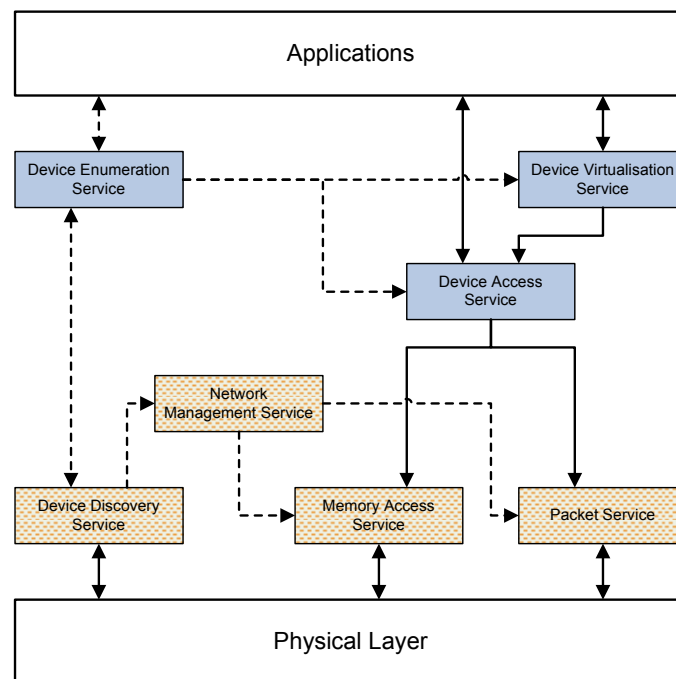 Applications
Device Enumeration
Service
Device Virtualisation
Service
Device Access
Service
Network
Management Service
Device Discovery
Service
Memory Access
Service
Packet Service
Physical Layer